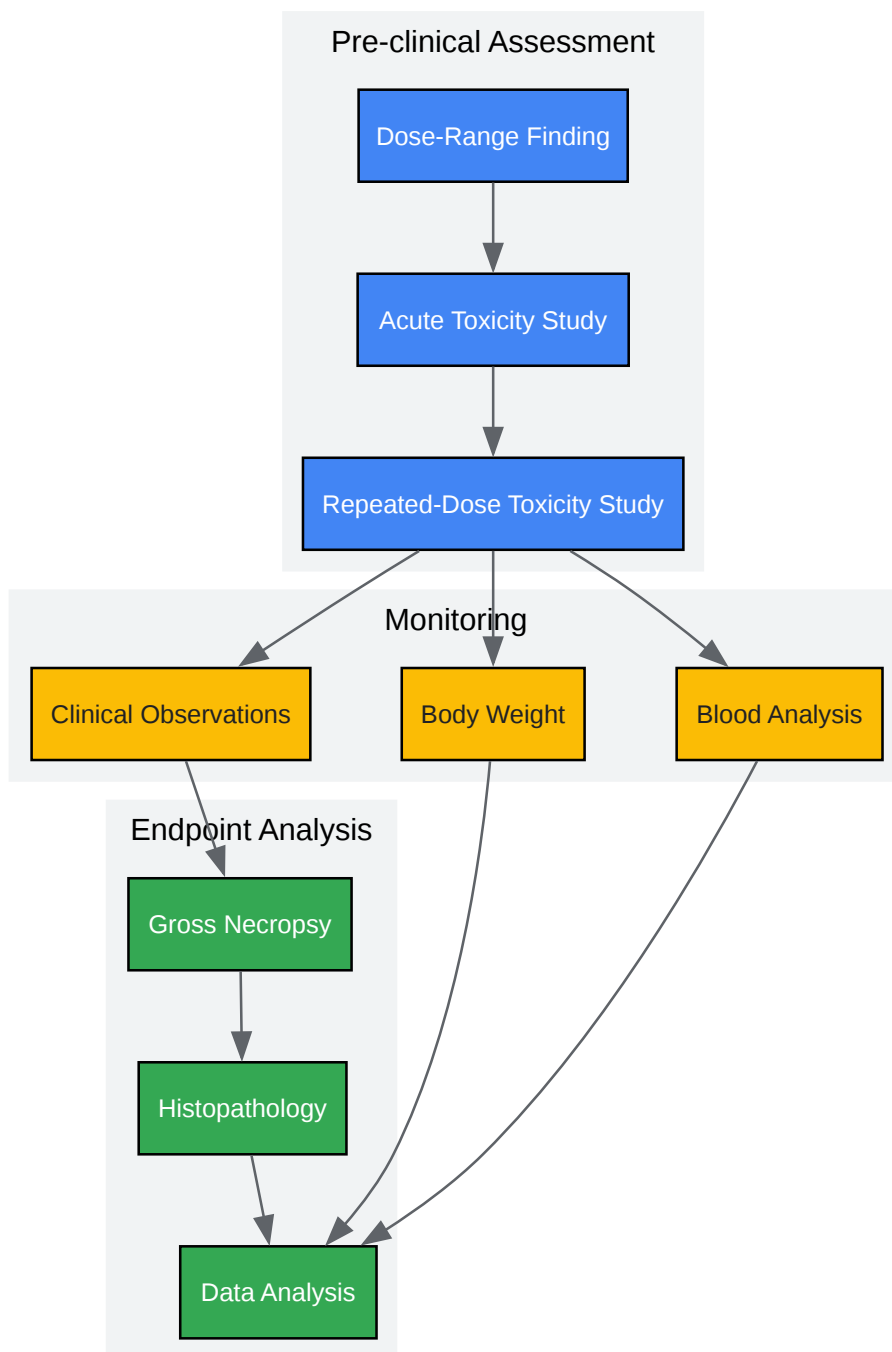 Pre-clinical Assessment
Dose-Range Finding
Acute Toxicity Study
Repeated-Dose Toxicity Study
Monitoring
Clinical Observations
Body Weight
Blood Analysis
Endpoint Analysis
Gross Necropsy
Histopathology
Data Analysis